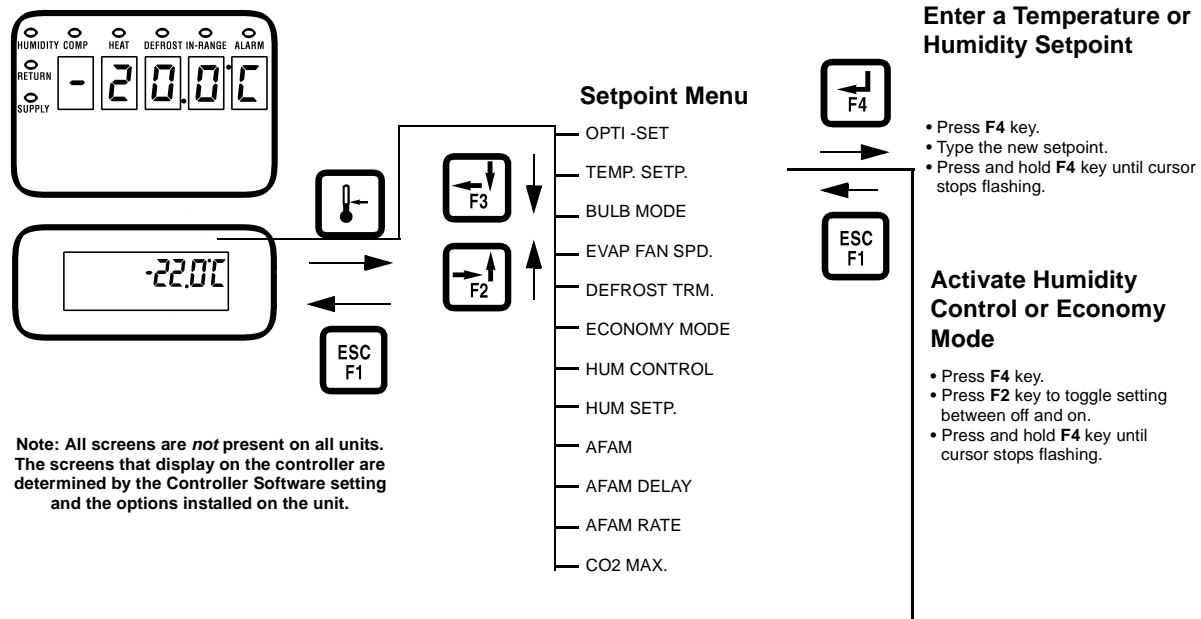 HUMIDITY COMP HEAT DEFROST IN-RANGE ALARM
RETURN
SUPPLY
-20.0°C
-22.0°C
Note: All screens are not present on all units.
The screens that display on the controller are
determined by the Controller Software setting
and the options installed on the unit.
ESC
F1
F3
F2
Setpoint Menu
OPTI -SET
TEMP. SETP.
BULB MODE
EVAP FAN SPD.
DEFROST TRM.
ECONOMY MODE
HUM CONTROL
HUM SETP.
AFAM
AFAM DELAY
AFAM RATE
CO2 MAX.
F4
ESC
F1
Enter a Temperature or
Humidity Setpoint
• Press F4 key.
• Type the new setpoint.
• Press and hold F4 key until cursor
stops flashing.
Activate Humidity
Control or Economy
Mode
• Press F4 key.
• Press F2 key to toggle setting
between off and on.
• Press and hold F4 key until
cursor stops flashing.